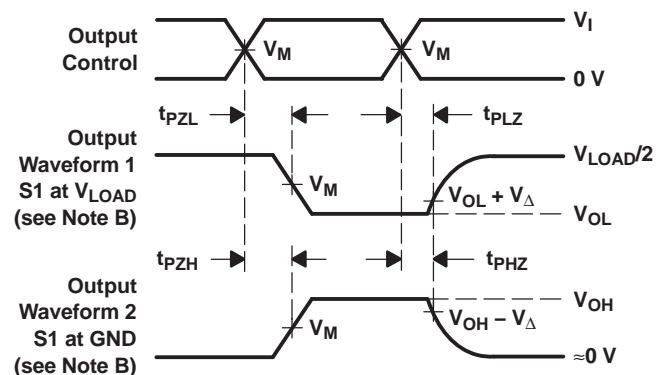 Output
Control
V_M
V_M
V_I
0 V
t_PZL
t_PLZ
Output
Waveform 1
S1 at V_LOAD
(see Note B)
V_M
V_LOAD/2
V_OL + V_Δ
V_OL
t_PZH
t_PHZ
Output
Waveform 2
S1 at GND
(see Note B)
V_M
V_OH
V_OH – V_Δ
≈0 V